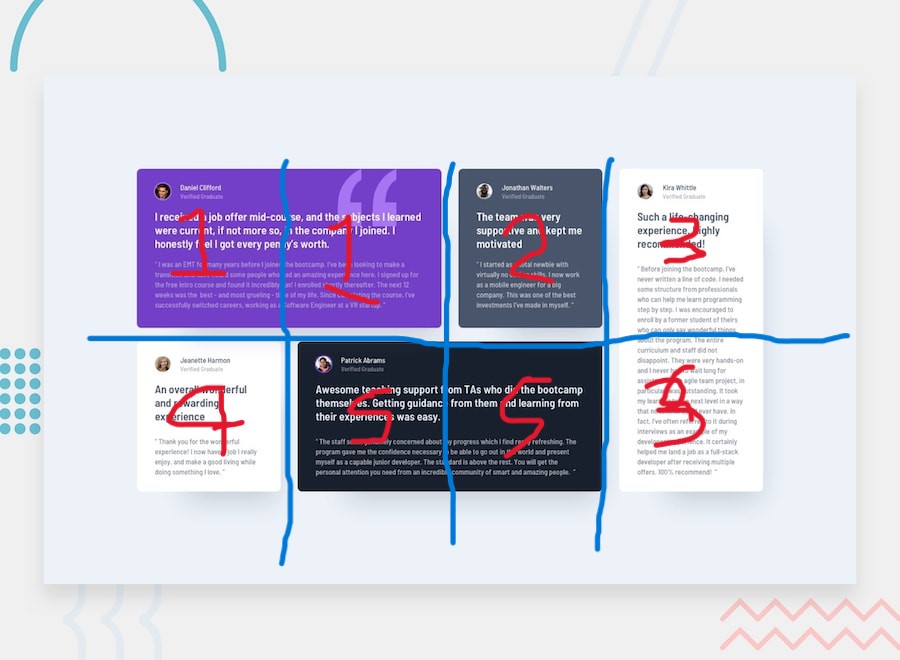 Daniel Clifford
Verified Graduate
I received a job offer mid-course, and the subjects I learned
were current, if not more so, in the company I joined. I
honestly feel I got every penny's worth.
" I was an EMT for many years before I joined the bootcamp. I've been looking to make a
transition and heard some people who had an amazing experience here. I signed up for
the free intro course and found it incredibly fun! I enrolled shortly thereafter. The next 12
weeks was the best - and most grueling - time of my life. Since completing the course, I've
successfully switched careers, working as a Software Engineer at a VR startup. "
1
1
Jonathan Walters
Verified Graduate
The team was very
supportive and kept me
motivated
" I started as a total newbie with
virtually no coding skills. I now work
as a mobile engineer for a big
company. This was one of the best
investments I've made in myself. "
2
Kira Whittle
Verified Graduate
Such a life-changing
experience. Highly
recommended!
" Before joining the bootcamp, I've
never written a line of code. I needed
some structure from professionals
who can help me learn programming
step by step. I was encouraged to
enroll by a former student of theirs
who can only say wonderful things
about the program. The entire
curriculum and staff did not
disappoint. They were very hands-on
and I never had to wait long for
assistance. The agile team project, in
particular, was outstanding. It took
my learning to the next level in a way
that no tutorial could ever have. In
fact, I've often referred to it during
interviews as an example of my
development experience. It certainly
helped me land a job as a full-stack
developer after receiving multiple
offers. 100% recommend! "
3
3
Jeanette Harmon
Verified Graduate
An overall wonderful
and rewarding
experience
" Thank you for the wonderful
experience! I now have a job I really
enjoy, and make a good living while
doing something I love. "
4
Patrick Abrams
Verified Graduate
Awesome teaching support from TAs who did the bootcamp
themselves. Getting guidance from them and learning from
their experiences was easy.
" The staff seem genuinely concerned about my progress which I find really refreshing. The
program gave me the confidence necessary to be able to go out in the world and present
myself as a capable junior developer. The standard is above the rest. You will get the
personal attention you need from an incredible community of smart and amazing people. "
5
5